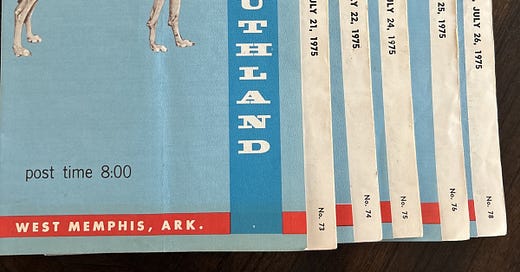 UTHLAND
post time 8:00
WEST MEMPHIS, ARK.
JULY 21, 1975
No. 73
JULY 22, 1975
No. 74
JULY 24, 1975
No. 75
25, 1975
No. 76
, JULY 26, 1975
No. 78